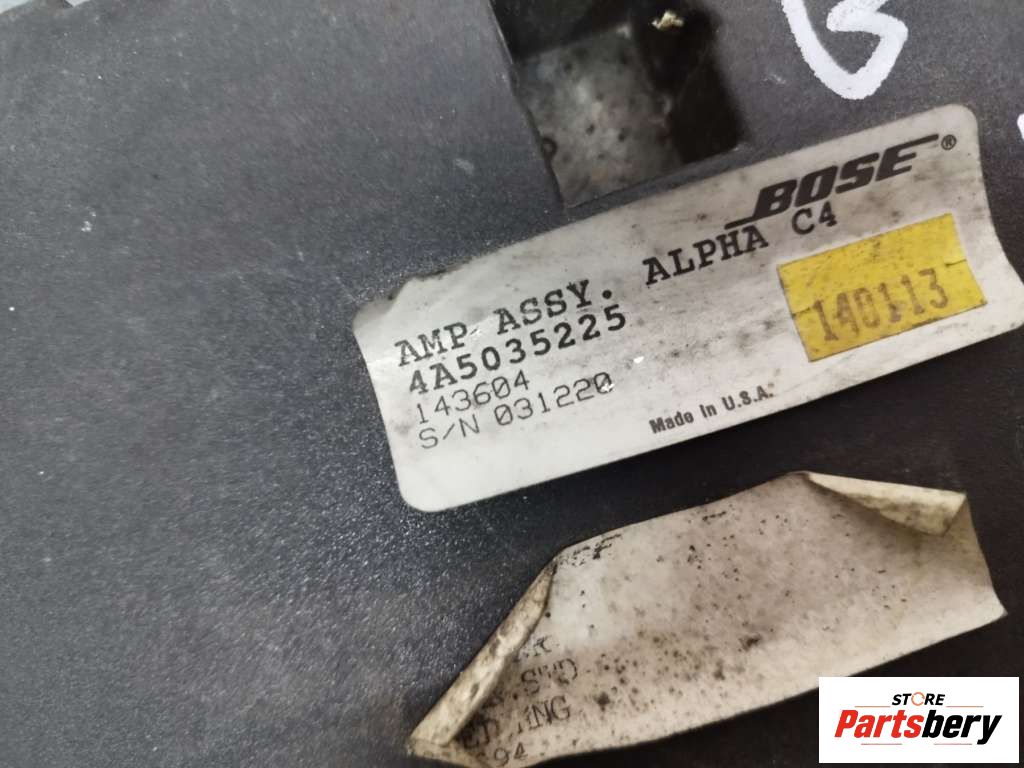 BOSE®
AMP ASSY. ALPHA C4
4A5035225
143604
S/N 031220
140113
Made in U.S.A.
STORE
Partsbery